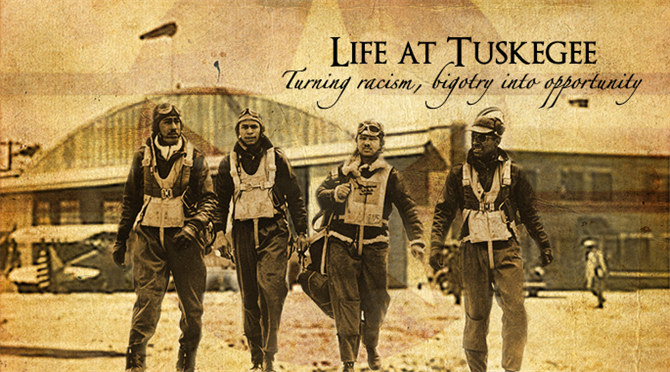 Life at Tuskegee
Turning racism, bigotry into opportunity